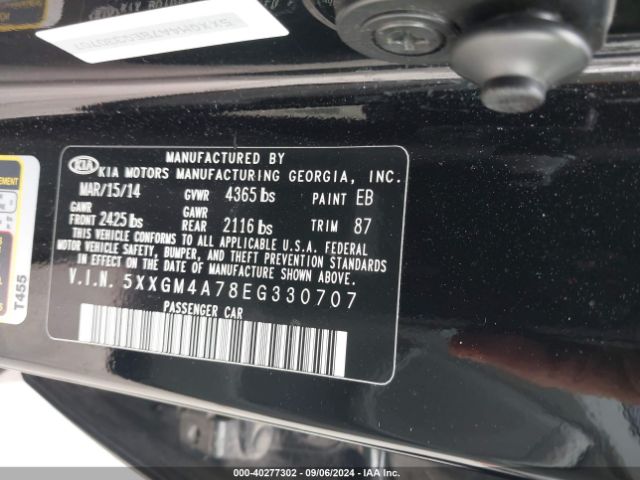 5XXGM4A78EG330707
KIA
MANUFACTURED BY
KIA MOTORS MANUFACTURING GEORGIA, INC.
MAR/15/14 GVWR 4365 lbs PAINT EB
GAWR FRONT 2425 lbs GAWR REAR 2116 lbs TRIM 87
THIS VEHICLE CONFORMS TO ALL APPLICABLE U.S.A. FEDERAL
MOTOR VEHICLE SAFETY, BUMPER, AND THEFT PREVENTION STANDARDS
IN EFFECT ON THE DATE OF MANUFACTURE SHOWN ABOVE.
V.I.N. 5XXGM4A78EG330707
PASSENGER CAR
T455
000-40277302 - 09/06/2024 - IAA Inc.